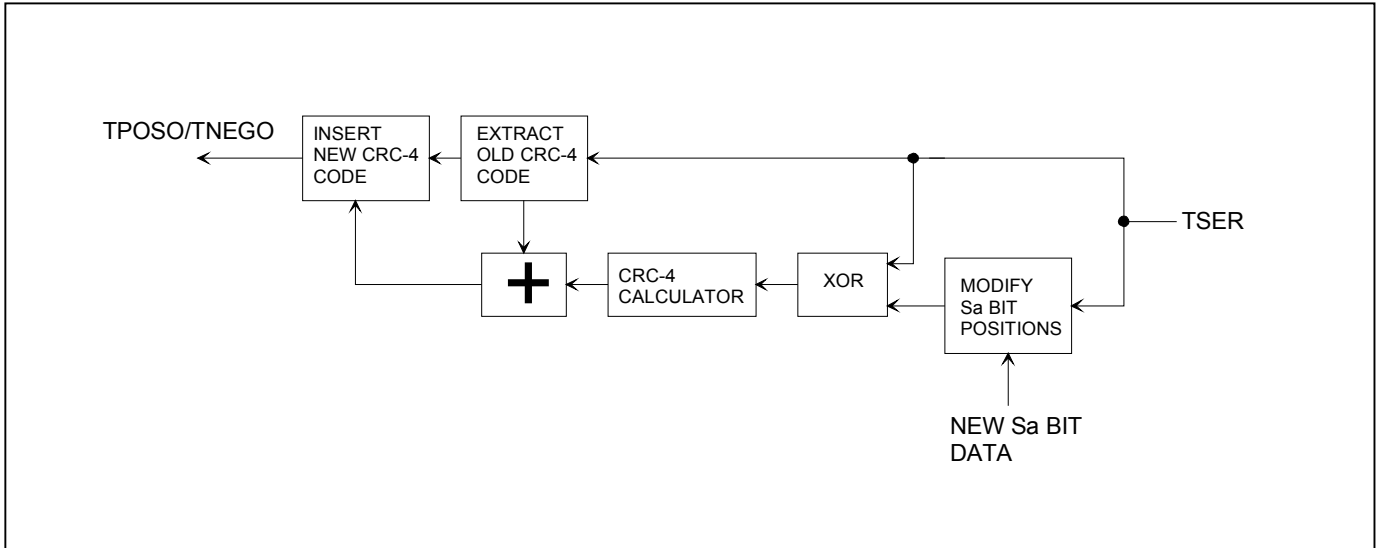 TPOSO/TNEGO
INSERT
NEW CRC-4
CODE
EXTRACT
OLD CRC-4
CODE
TSER
+
CRC-4
CALCULATOR
XOR
MODIFY
Sa BIT
POSITIONS
NEW Sa BIT
DATA